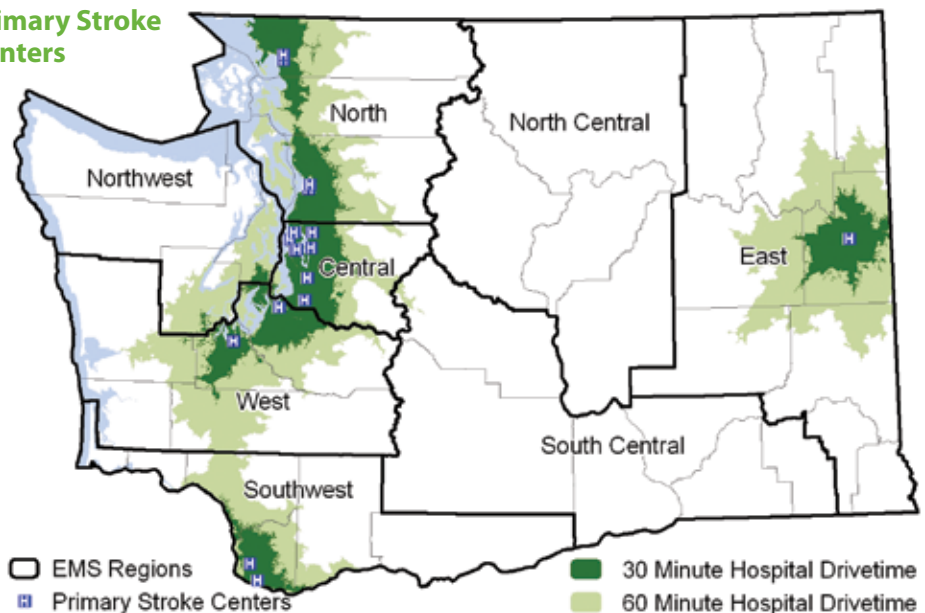 rimary Stroke
nters
North
North Central
Northwest
East
Central
West
South Central
Southwest
EMS Regions
Primary Stroke Centers
30 Minute Hospital Drivetime
60 Minute Hospital Drivetime
H
H
H
H
H
H
H
H
H
H
H
H
H
H